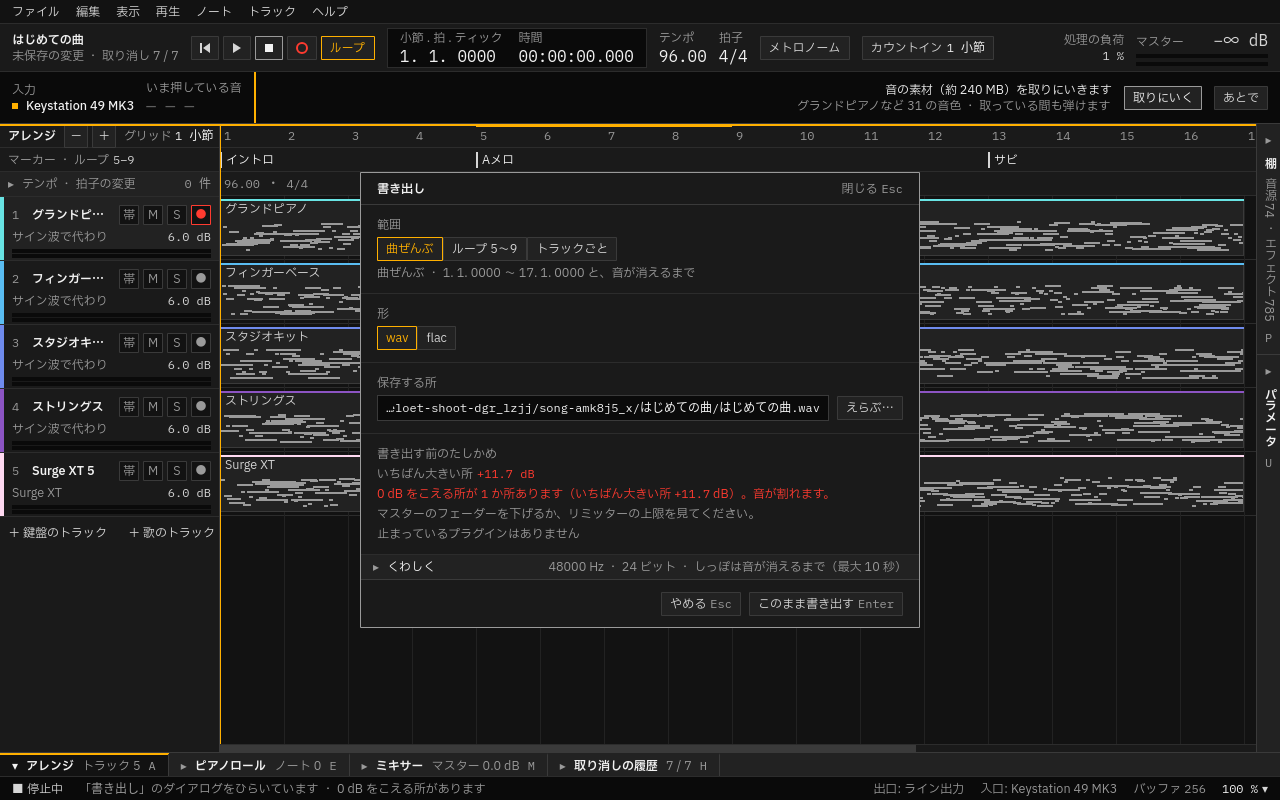 ファイル 編集 表示 再生 ノート トラック ヘルプ
はじめての曲
未保存の変更 ・ 取り消し 7 / 7
ループ
小節 . 拍 . ティック 時間
1. 1. 0000 00:00:00.000
テンポ 拍子
96.00 4/4
メトロノーム
カウントイン 1 小節
処理の負荷
1 %
マスター −∞ dB
入力 いま押している音
Keystation 49 MK3 — — —
音の素材（約 240 MB）を取りにいきます
グランドピアノなど 31 の音色 ・ 取っている間も弾けます
取りにいく
あとで
アレンジ − + グリッド 1 小節
1 2 3 4 5 6 7 8 9 10 11 12 13 14 15 16 1
マーカー ・ ループ 5–9
イントロ Aメロ サビ
▸ テンポ ・ 拍子の変更 0 件
96.00 ・ 4/4
1 グランドピ… 帯 M S
サイン波で代わり 6.0 dB
グランドピアノ
2 フィンガー… 帯 M S
サイン波で代わり 6.0 dB
フィンガーベース
3 スタジオキ… 帯 M S
サイン波で代わり 6.0 dB
スタジオキット
4 ストリングス 帯 M S
サイン波で代わり 6.0 dB
ストリングス
5 Surge XT 5 帯 M S
Surge XT 6.0 dB
Surge XT
+ 鍵盤のトラック + 歌のトラック
書き出し 閉じる Esc
範囲
曲ぜんぶ ループ 5〜9 トラックごと
曲ぜんぶ ・ 1. 1. 0000 〜 17. 1. 0000 と、音が消えるまで
形
wav flac
保存する所
…loet-shoot-dgr_lzjj/song-amk8j5_x/はじめての曲/はじめての曲.wav えらぶ…
書き出す前のたしかめ
いちばん大きい所 +11.7 dB
0 dB をこえる所が 1 か所あります（いちばん大きい所 +11.7 dB）。音が割れます。
マスターのフェーダーを下げるか、リミッターの上限を見てください。
止まっているプラグインはありません
▸ くわしく 48000 Hz ・ 24 ビット ・ しっぽは音が消えるまで（最大 10 秒）
やめる Esc このまま書き出す Enter
▸ 棚 音源 74 ・ エフェクト 785 P
▸ パラメータ U
▾ アレンジ トラック 5 A
▸ ピアノロール ノート 0 E
▸ ミキサー マスター 0.0 dB M
▸ 取り消しの履歴 7 / 7 H
停止中 「書き出し」のダイアログをひらいています ・ 0 dB をこえる所があります
出口: ライン出力 入口: Keystation 49 MK3 バッファ 256 100 % ▾